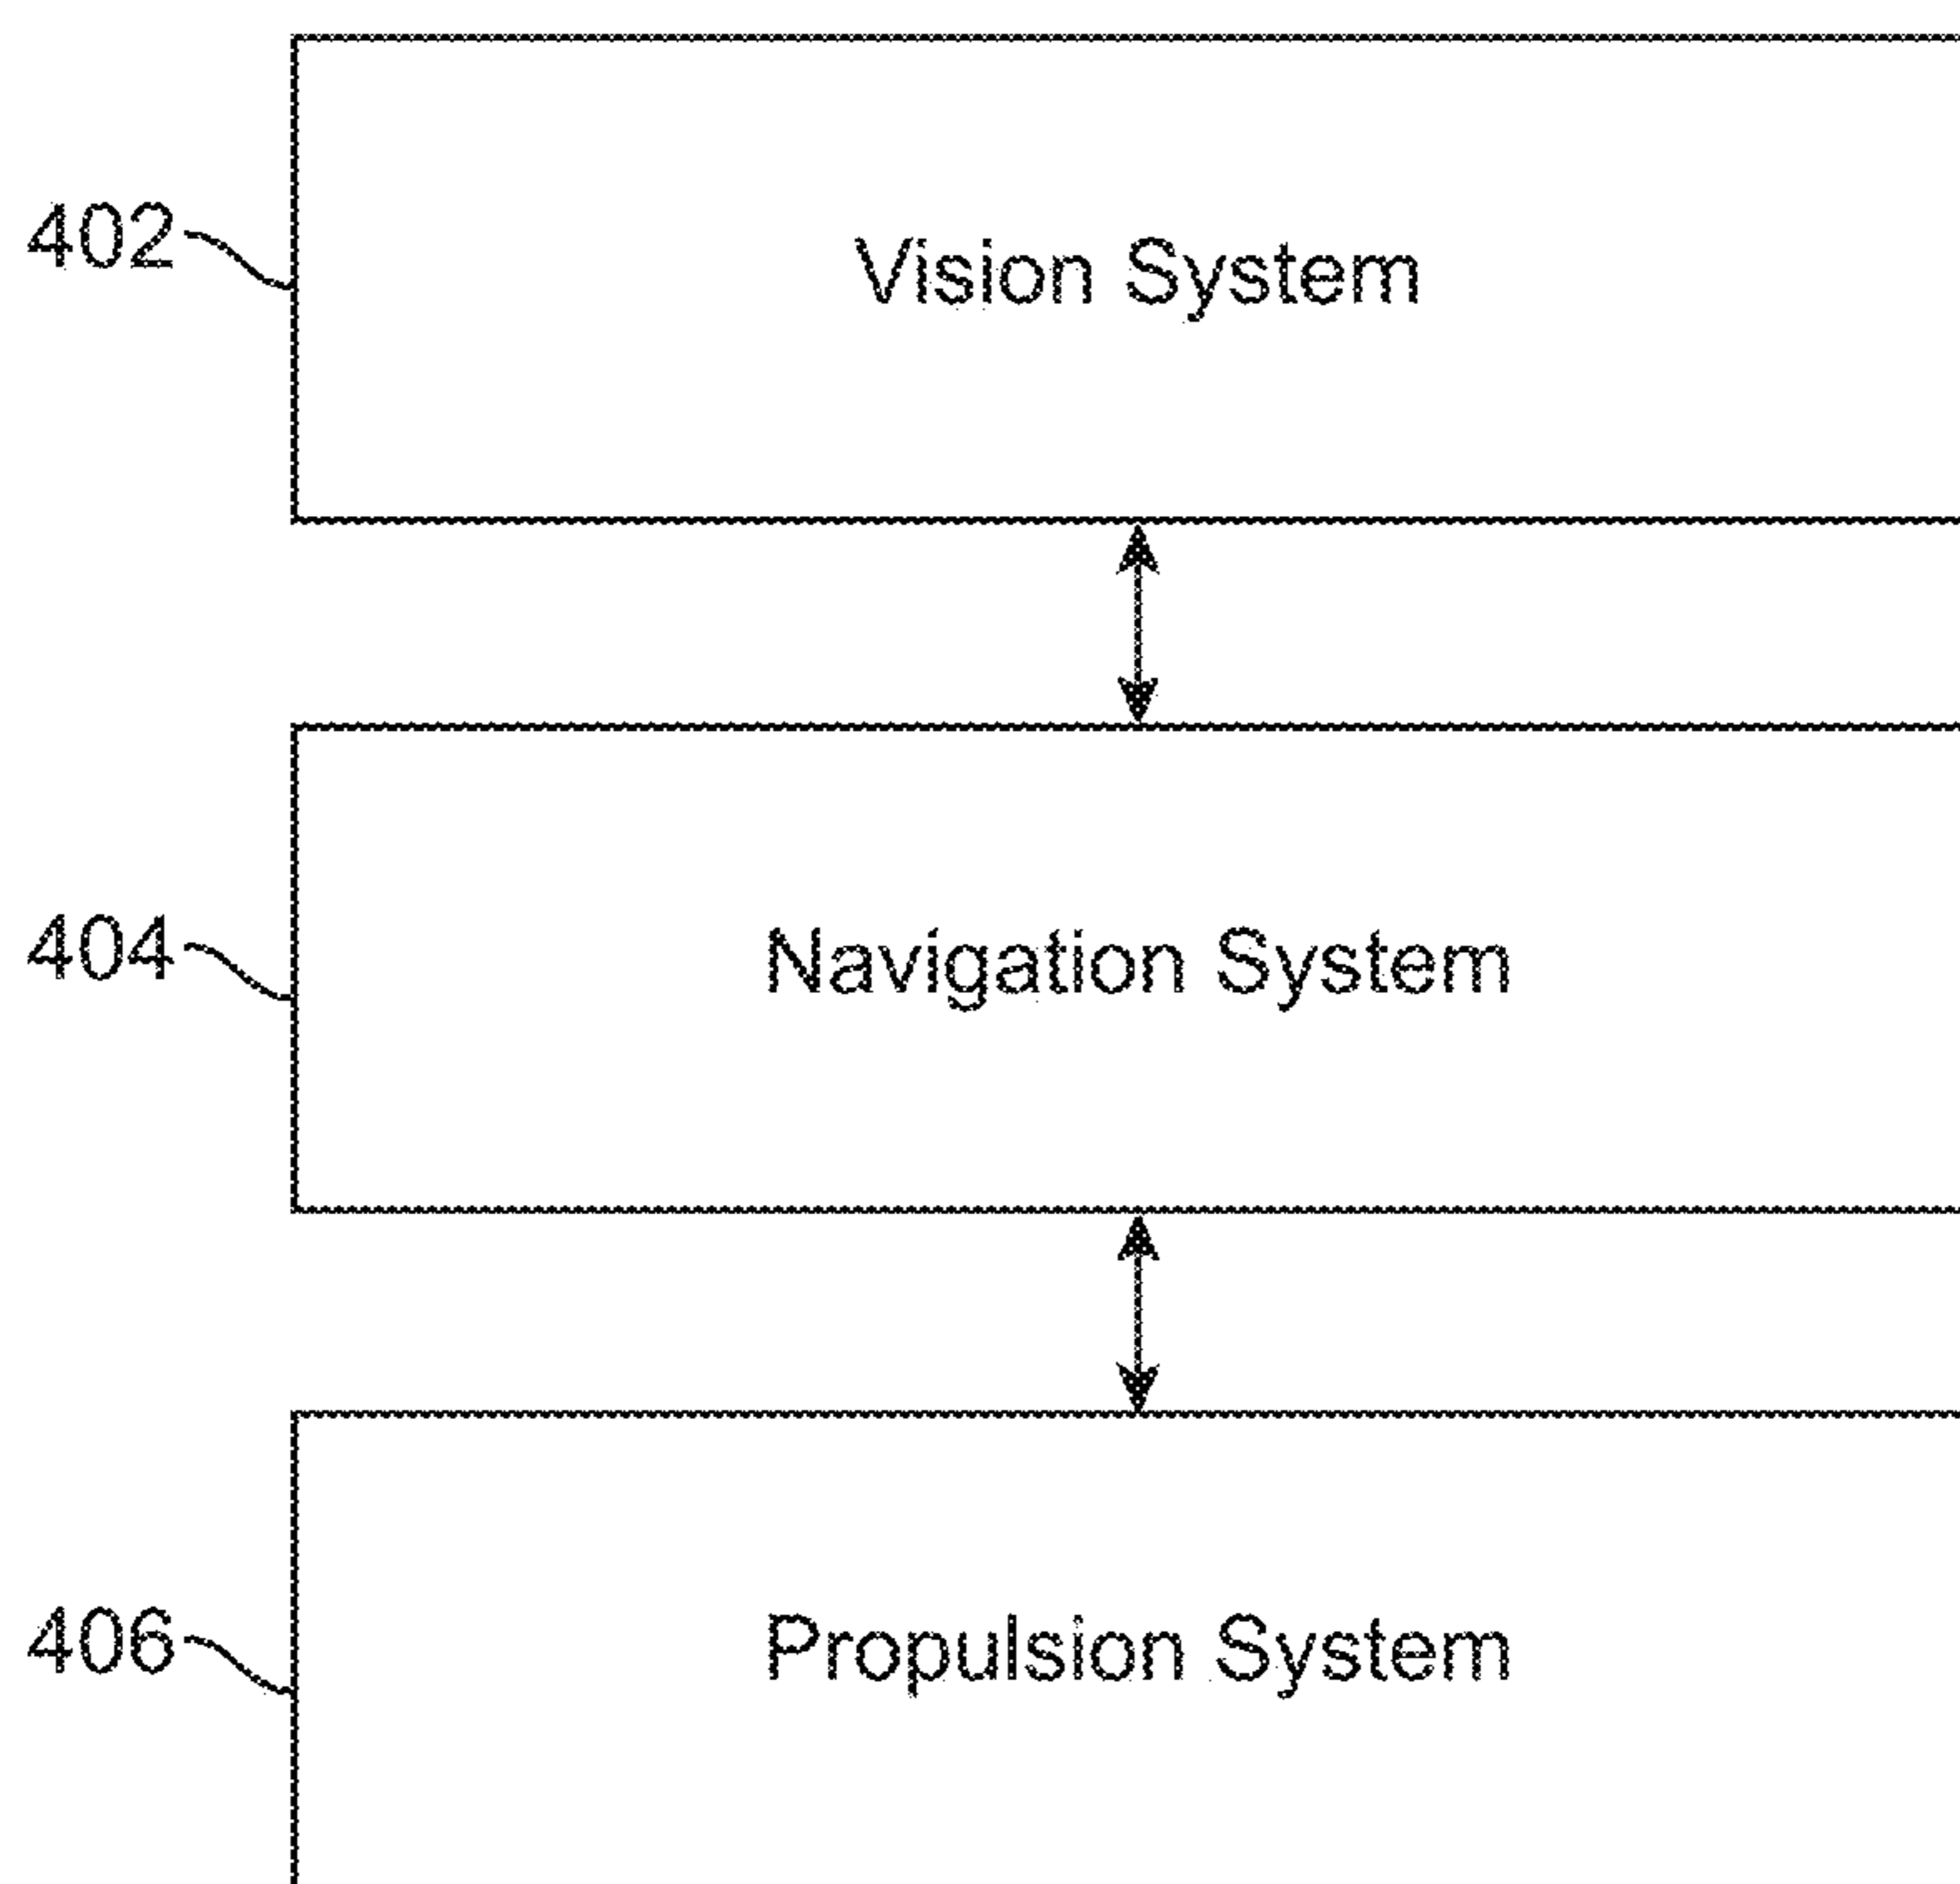 402
Vision System
404
Navigation System
406
Propulsion System